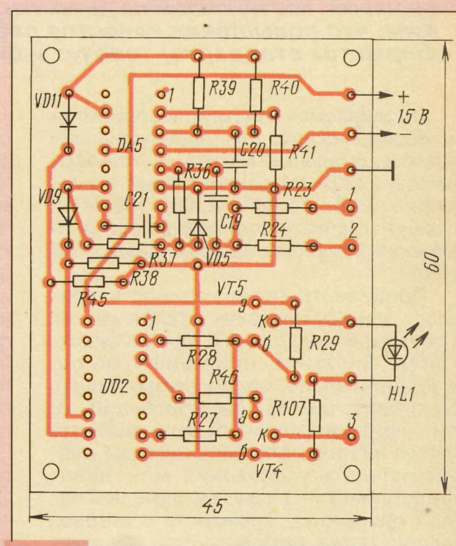 R39
R40
+
15 В
−
VD11
1
DA5
C20
R41
R36
R23
1
VD9
C21
C19
R24
2
R37
VD5
R38
R45
VT5
э
к
1
б
R29
R28
DD2
HL1
R46
R107
э
R27
к
3
б
VT4
60
45